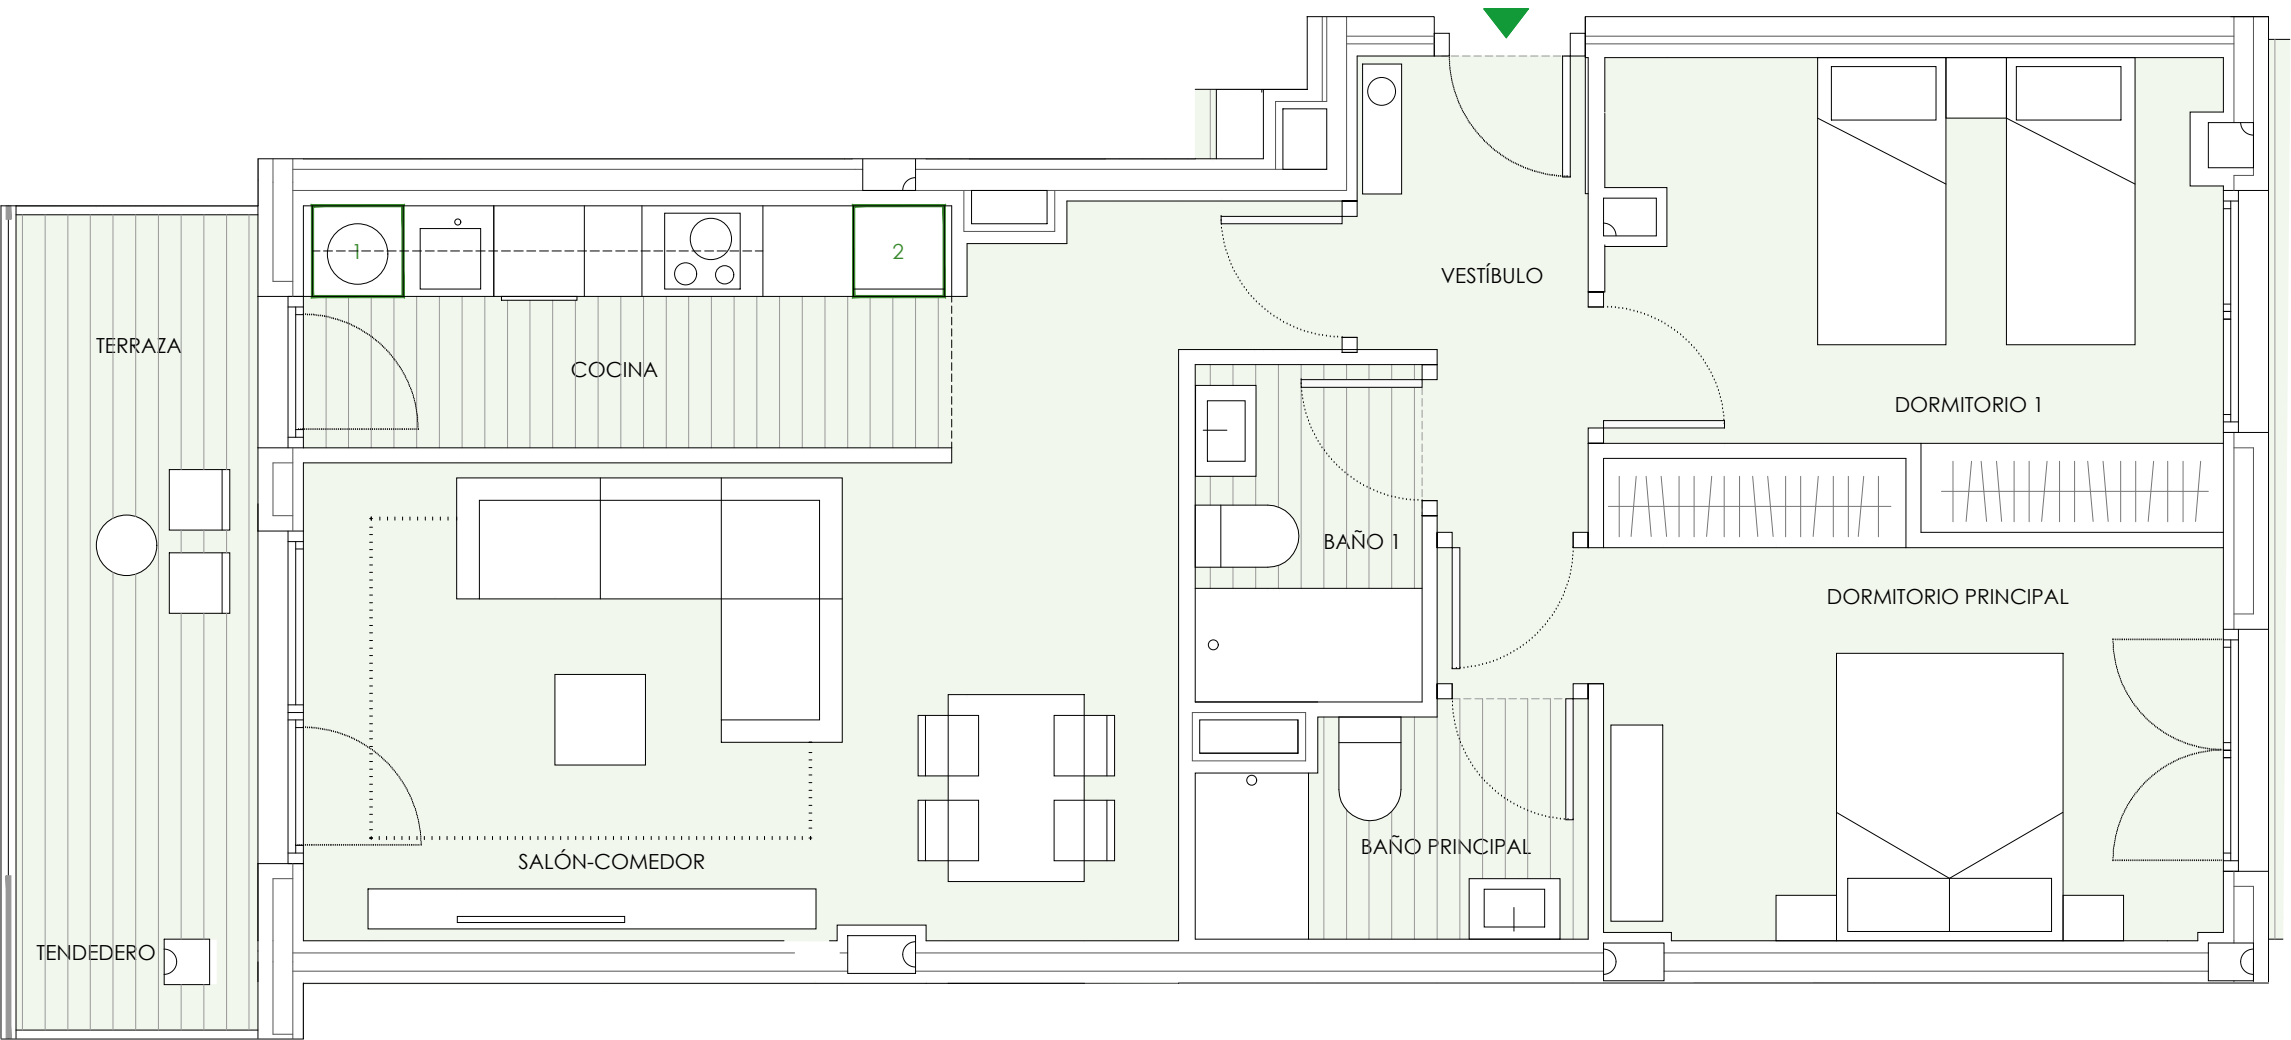 1
2
VESTÍBULO
TERRAZA
COCINA
DORMITORIO 1
BAÑO 1
DORMITORIO PRINCIPAL
BAÑO PRINCIPAL
SALÓN-COMEDOR
TENDEDERO